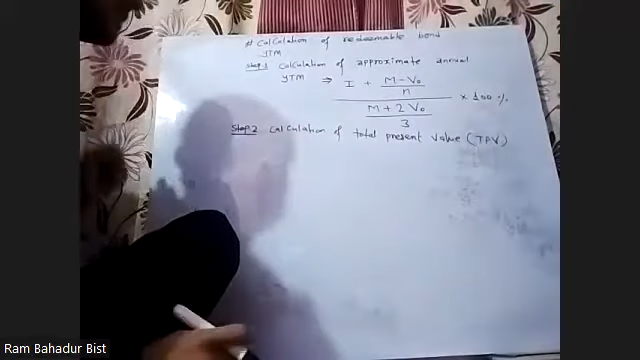 # Calculation of redeemable bond
YTM
Step.1 Calculation of approximate annual
YTM ⇒ I + M-V₀
n
M+2V₀
3
× 100 %
Step.2 Calculation of total present value (TPV)
Ram Bahadur Bist